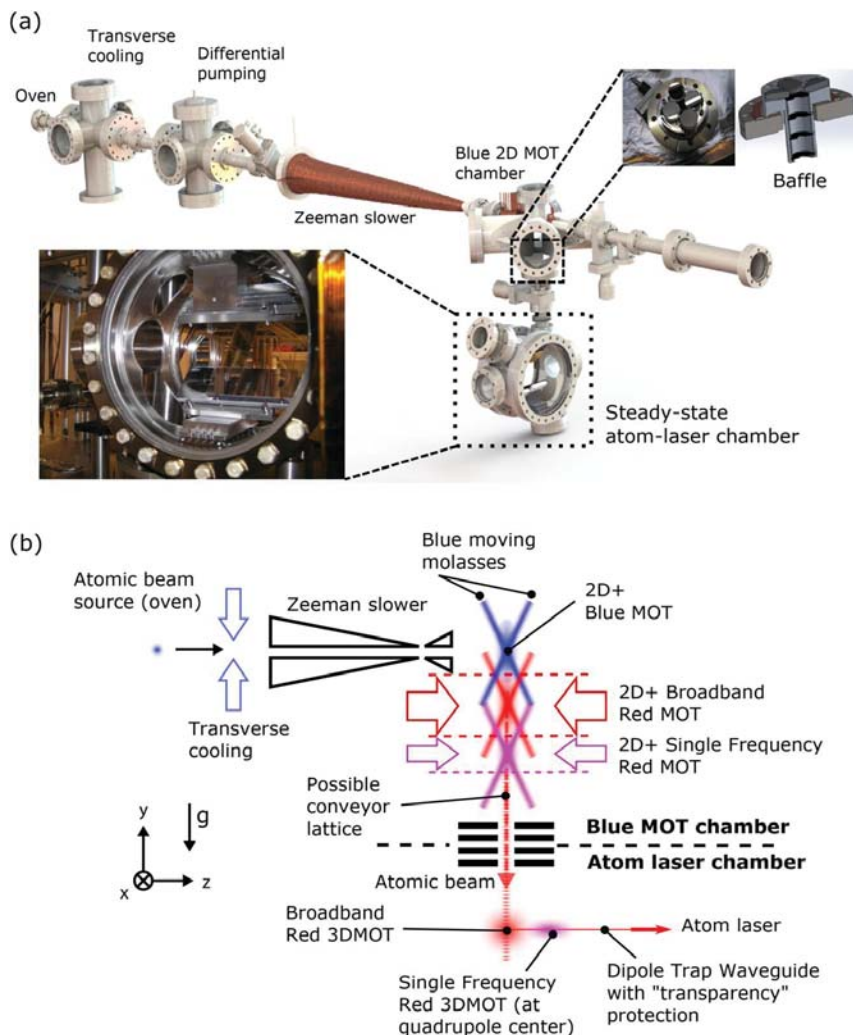 (a)
Transverse
cooling
Differential
pumping
Oven
Blue 2D MOT
chamber
Zeeman slower
Baffle
Steady-state
atom-laser chamber
(b)
Blue moving
molasses
Atomic beam
source (oven)
Zeeman slower
2D+
Blue MOT
2D+ Broadband
Red MOT
Transverse
cooling
2D+ Single Frequency
Red MOT
Possible
conveyor
lattice
y
g
x
z
Blue MOT chamber
Atom laser chamber
Atomic beam
Broadband
Red 3DMOT
Atom laser
Single Frequency
Red 3DMOT (at
quadrupole center)
Dipole Trap Waveguide
with "transparency"
protection